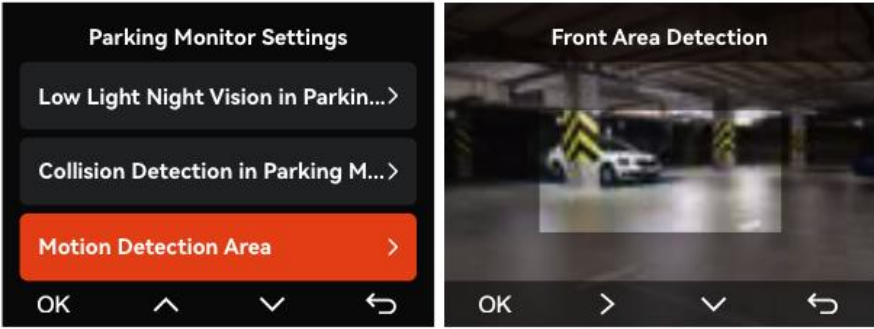 Parking Monitor Settings
Low Light Night Vision in Parkin...
Collision Detection in Parking M...
Motion Detection Area
OK
Front Area Detection
OK